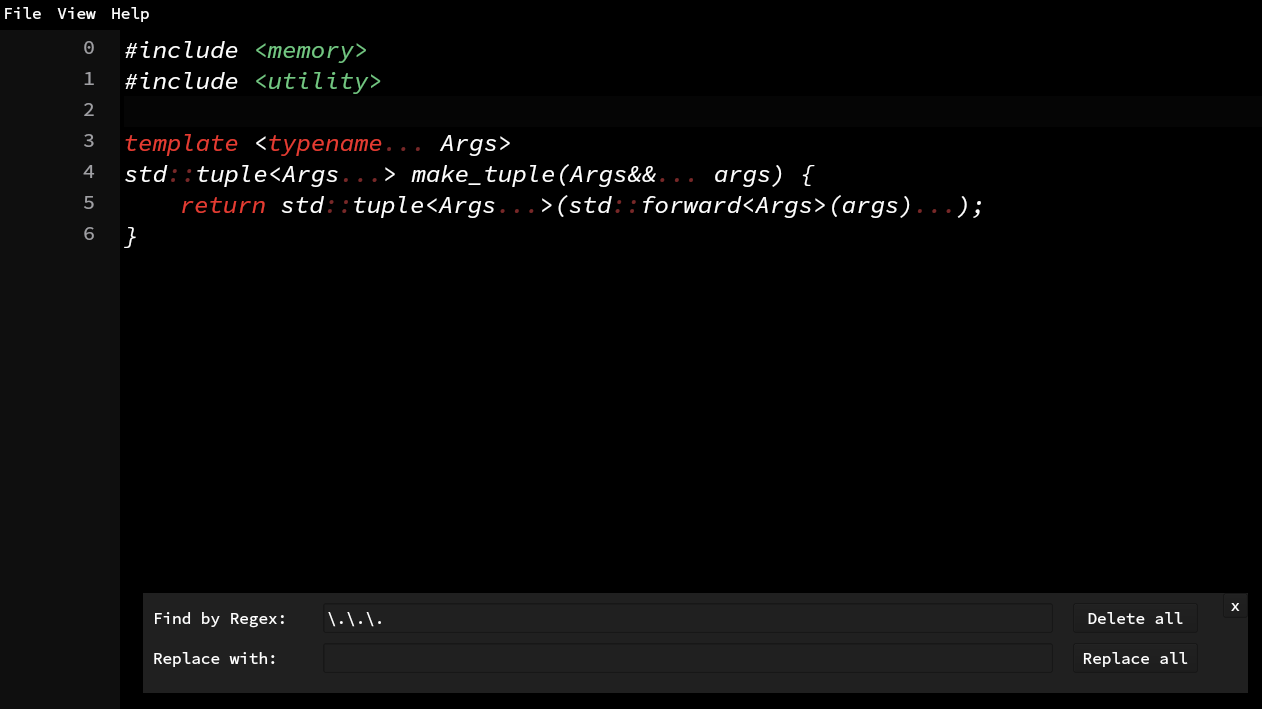 File View Help
0 #include <memory>
1 #include <utility>
2
3 template <typename... Args>
4 std::tuple<Args...> make_tuple(Args&&... args) {
5     return std::tuple<Args...>(std::forward<Args>(args)...);
6 }
x
Find by Regex: \.\.\. Delete all
Replace with: Replace all